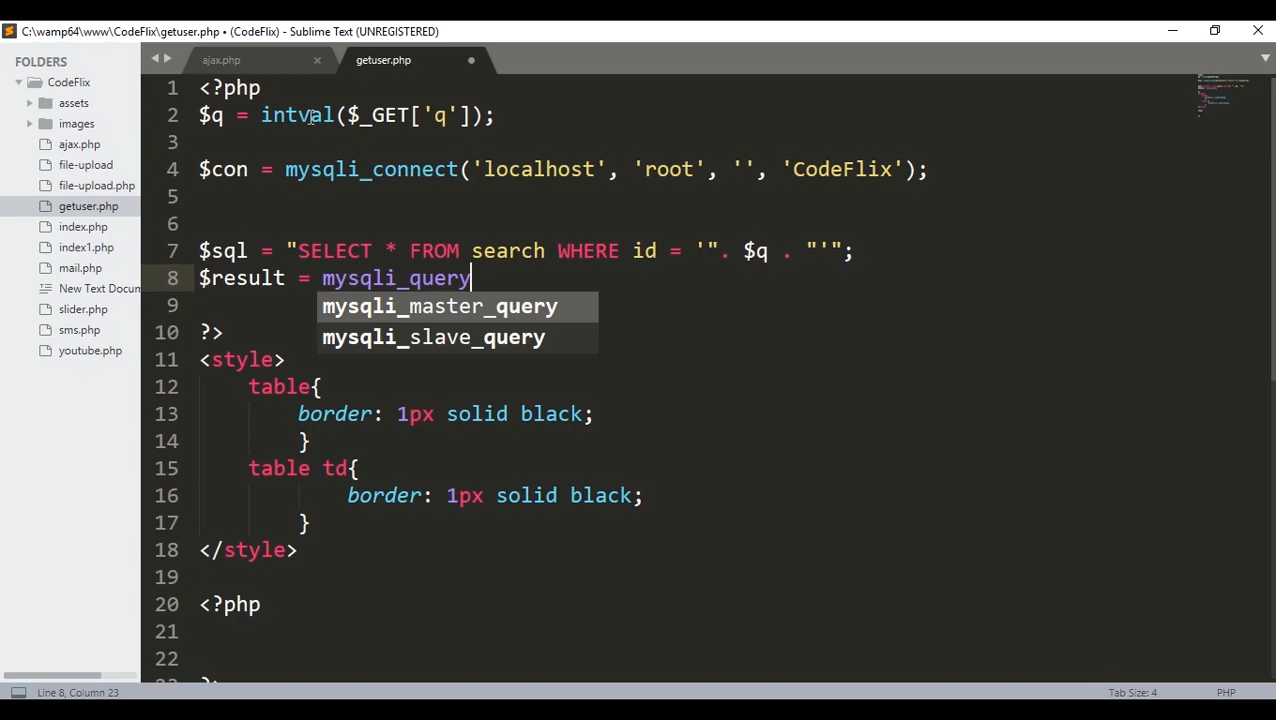 C:\wamp64\www\CodeFlix\getuser.php • (CodeFlix) - Sublime Text (UNREGISTERED)
FOLDERS
CodeFlix
assets
images
ajax.php
file-upload
file-upload.php
getuser.php
index.php
index1.php
mail.php
New Text Docum
slider.php
sms.php
youtube.php
ajax.php
getuser.php
1 <?php
2 $q = intval($_GET['q']);
3
4 $con = mysqli_connect('localhost', 'root', '', 'CodeFlix');
5
6
7 $sql = "SELECT * FROM search WHERE id = '". $q . "'";
8 $result = mysqli_query
mysqli_master_query
9
mysqli_slave_query
10 ?>
11 <style>
12 table{
13 border: 1px solid black;
14 }
15 table td{
16 border: 1px solid black;
17 }
18 </style>
19
20 <?php
21
22
Line 8, Column 23
Tab Size: 4
PHP